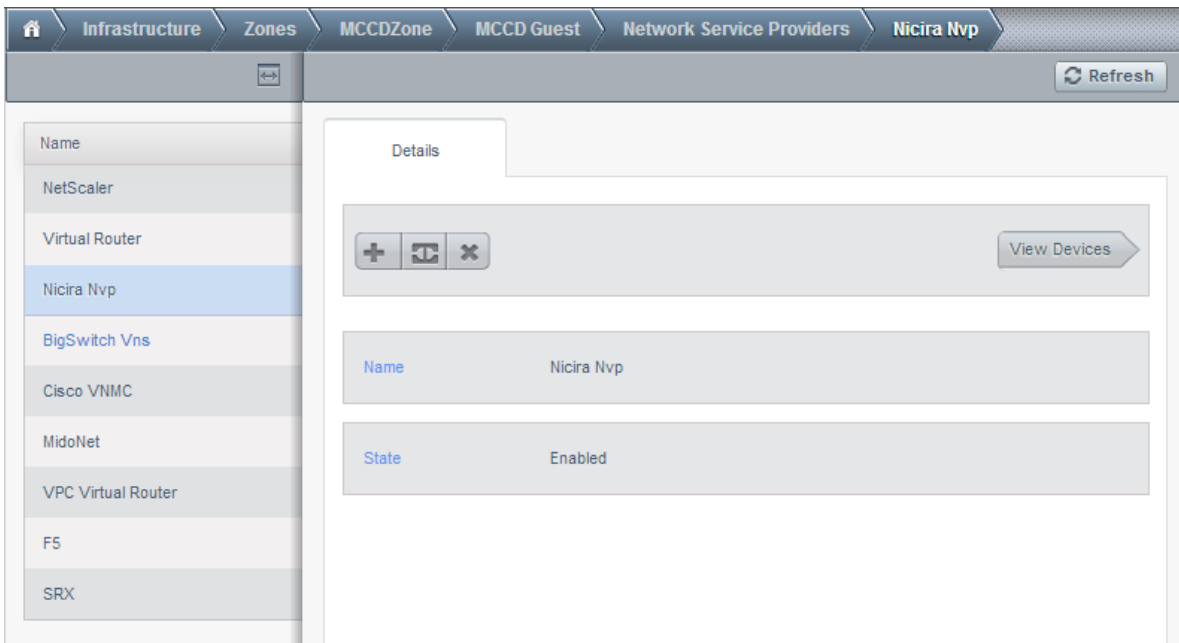 Infrastructure Zones MCCDZone MCCD Guest Network Service Providers Nicira Nvp
Refresh
Name
NetScaler
Virtual Router
Nicira Nvp
BigSwitch Vns
Cisco VNMC
MidoNet
VPC Virtual Router
F5
SRX
Details
View Devices
Name Nicira Nvp
State Enabled